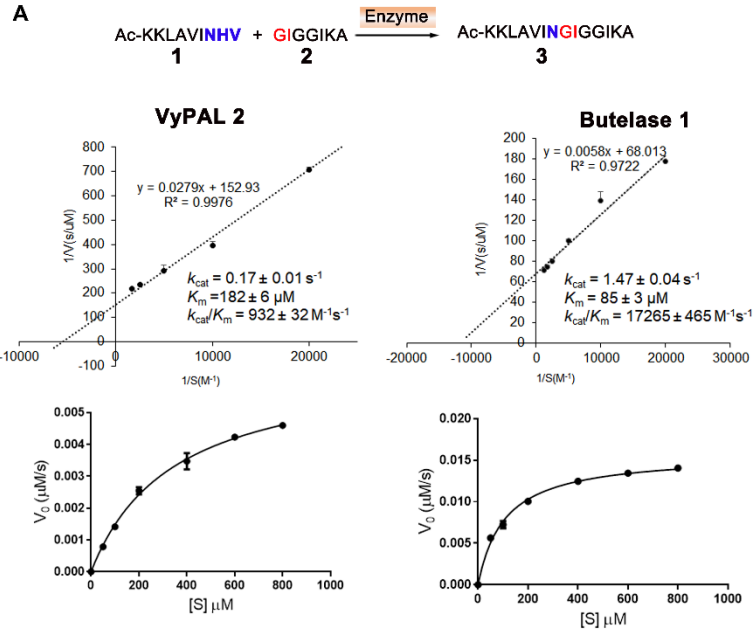 A
Enzyme
Ac-KKLAVINHV + GIGGIKA Ac-KKLAVINGIGGIKA
1 2 3
VyPAL 2
800
700
600
500
400
300
200
100
0
-100
1/V(s/uM)
y = 0.0279x + 152.93
R² = 0.9976
kcat = 0.17 ± 0.01 s-1
Km =182 ± 6 µM
kcat/Km = 932 ± 32 M-1s-1
-10000 0 10000 20000
1/S(M-1)
Butelase 1
200
180
160
140
120
100
80
60
40
20
0
1/V(s/uM)
y = 0.0058x + 68.013
R² = 0.9722
kcat = 1.47 ± 0.04 s-1
Km = 85 ± 3 µM
kcat/Km = 17265 ± 465 M-1s-1
-20000 -10000 0 10000 20000 30000
1/S(M-1)
0.005
0.004
0.003
0.002
0.001
0.000
V0 (µM/s)
0 200 400 600 800 1000
[S] µM
0.020
0.015
0.010
0.005
0.000
V0 (µM/s)
0 200 400 600 800 1000
[S] µM